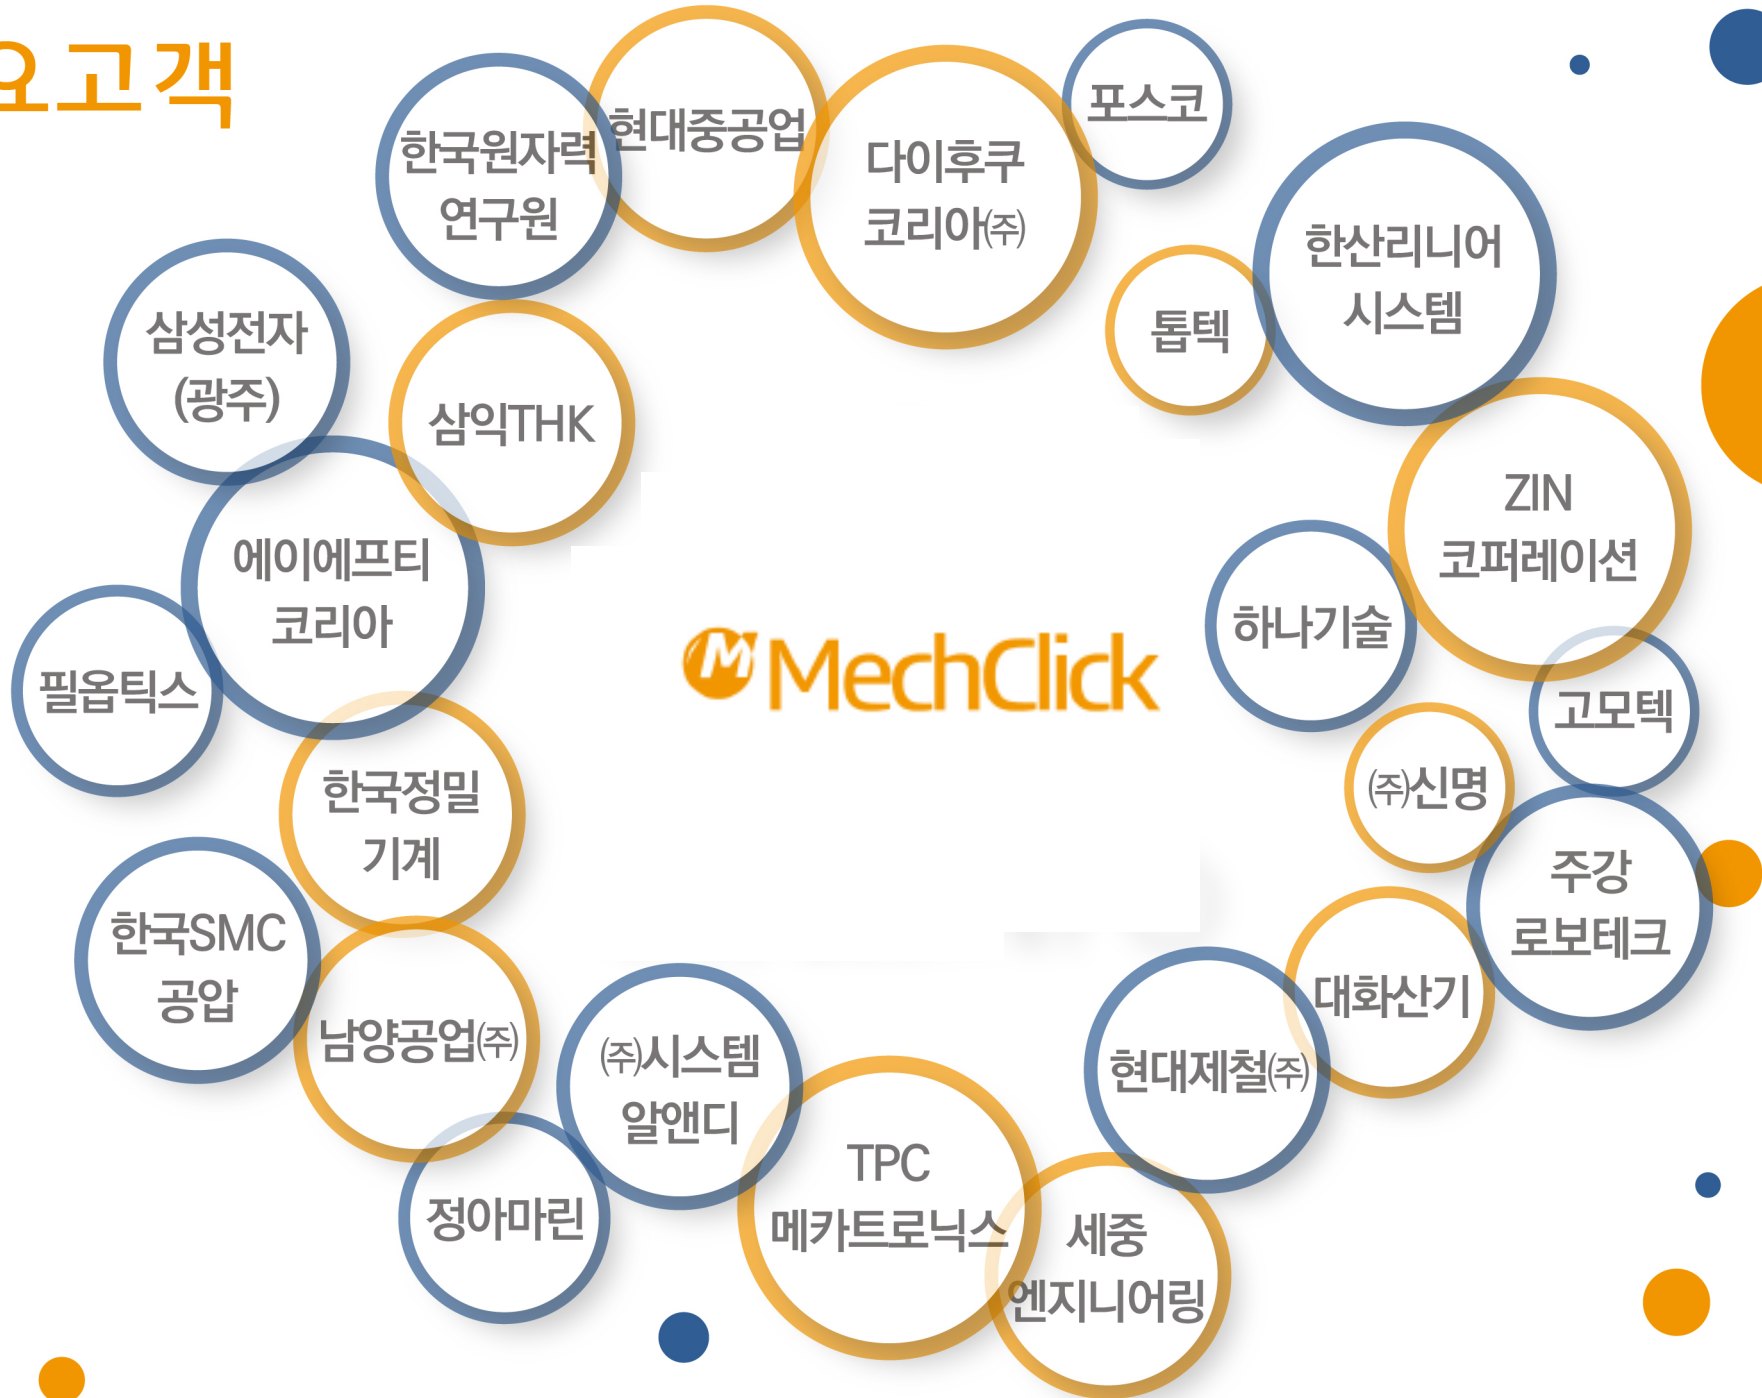 요고객
한국원자력
연구원
현대중공업
다이후쿠
코리아㈜
포스코
한산리니어
시스템
톱텍
삼성전자
(광주)
삼익THK
ZIN
코퍼레이션
에이에프티
코리아
하나기술
필옵틱스
MechClick
고모텍
㈜신명
한국정밀
기계
주강
로보테크
한국SMC
공압
대화산기
남양공업㈜
㈜시스템
알앤디
현대제철㈜
TPC
메카트로닉스
정아마린
세중
엔지니어링